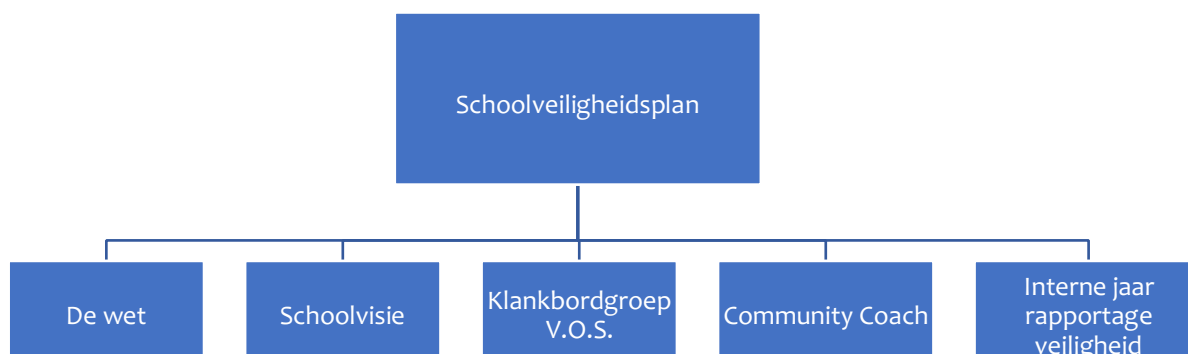 Schoolveiligheidsplan
De wet
Schoolvisie
Klankbordgroep
V.O.S.
Community Coach
Interne jaar
rapportage
veiligheid